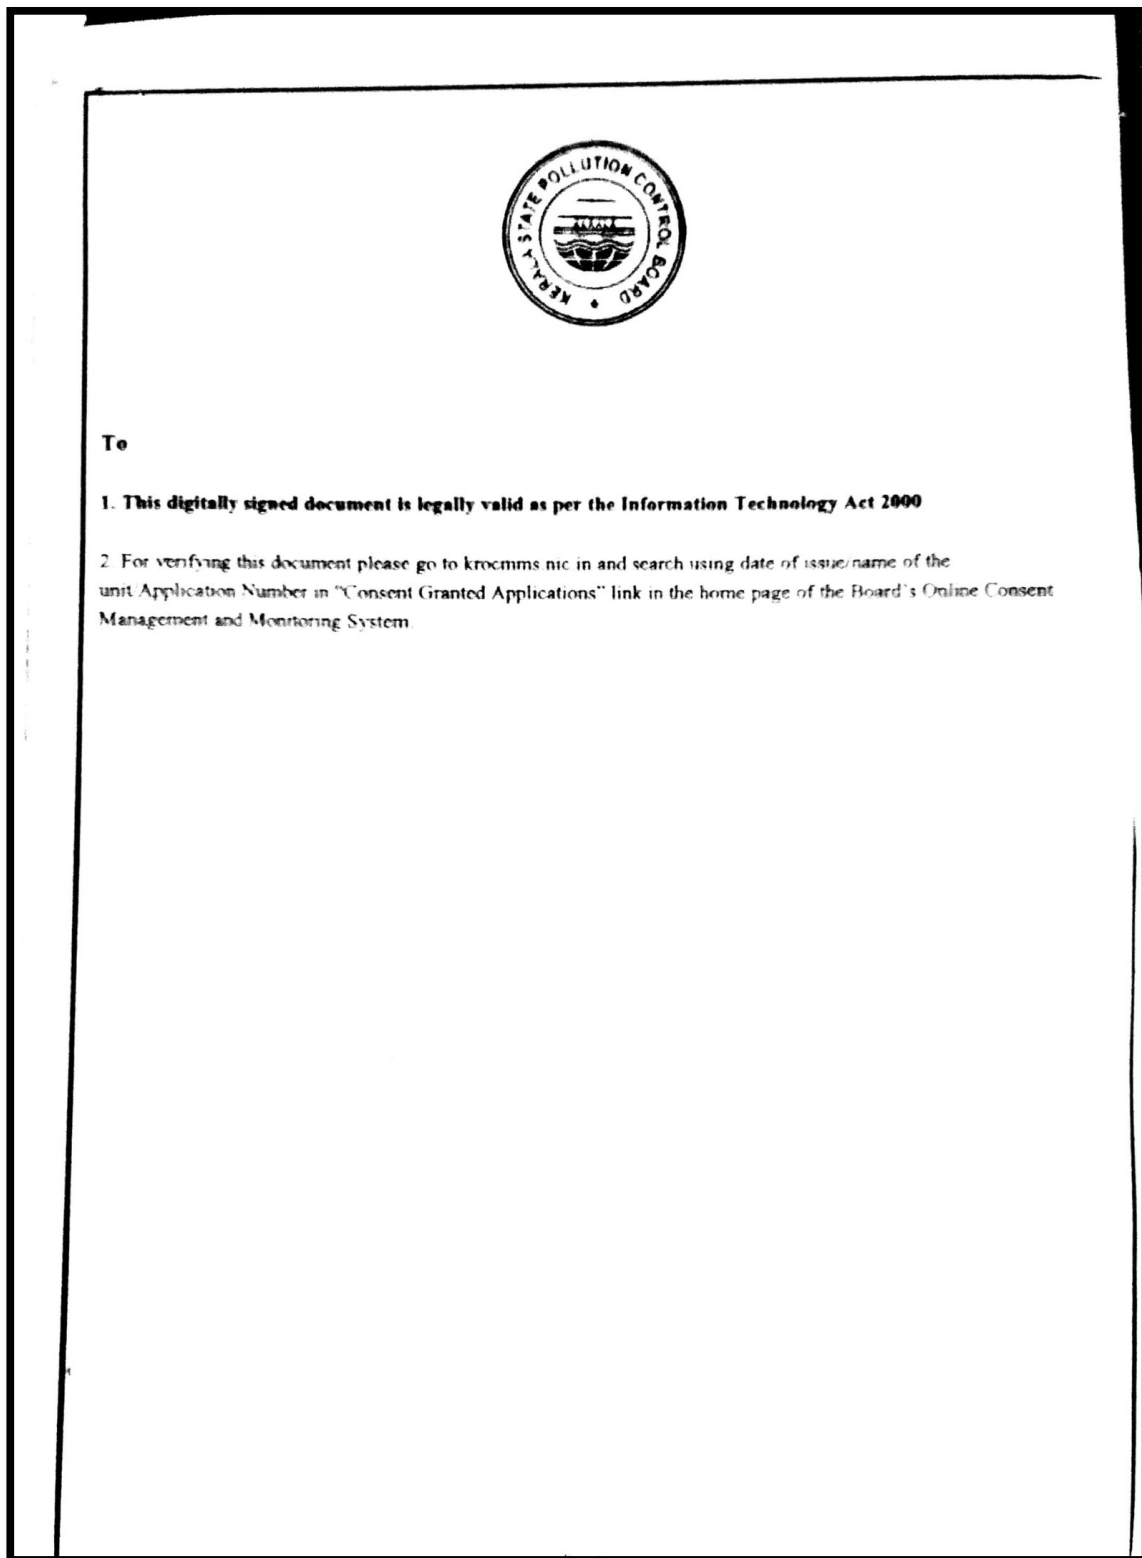 KERALA STATE POLLUTION CONTROL BOARD
To
1. This digitally signed document is legally valid as per the Information Technology Act 2000
2. For verifying this document please go to krocmms.nic in and search using date of issue/name of the
unit/Application Number in "Consent Granted Applications" link in the home page of the Board's Online Consent
Management and Monitoring System.